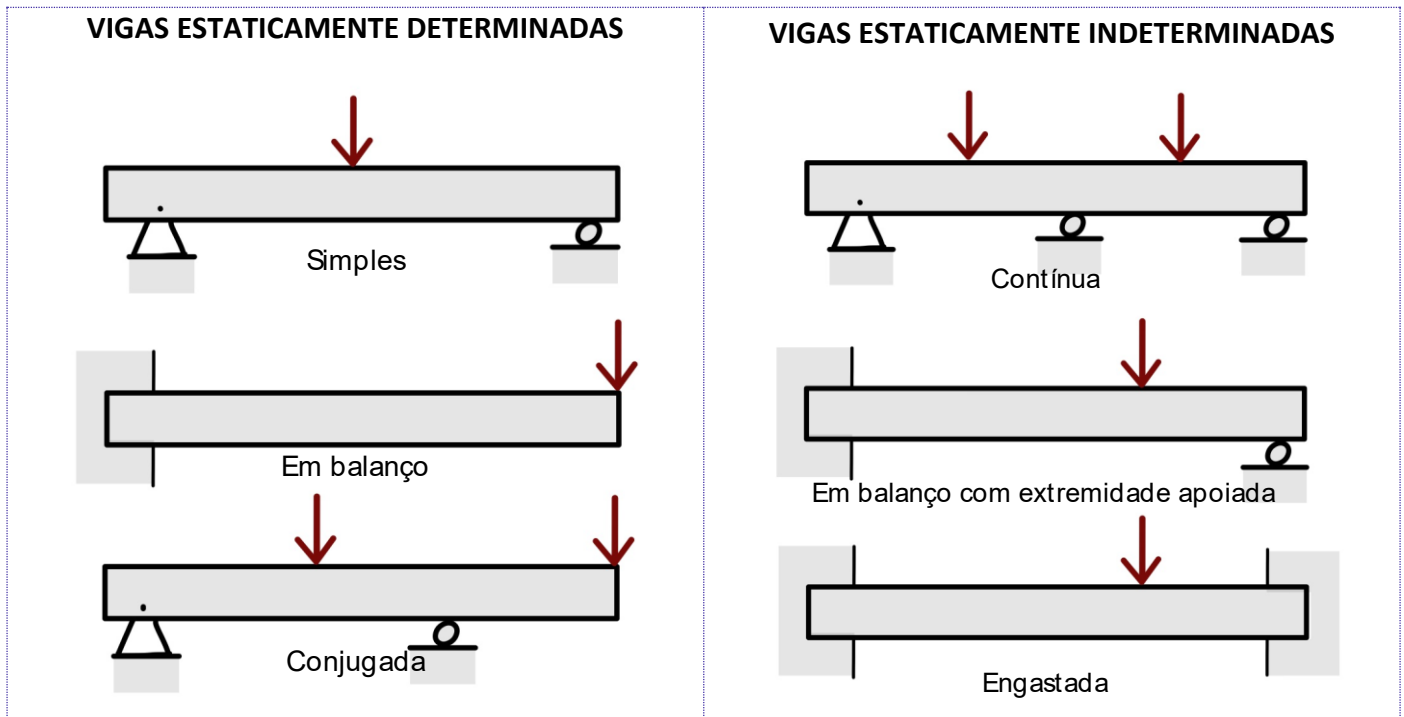 VIGAS ESTATICAMENTE DETERMINADAS
Simples
Em balanço
Conjugada
VIGAS ESTATICAMENTE INDETERMINADAS
Contínua
Em balanço com extremidade apoiada
Engastada